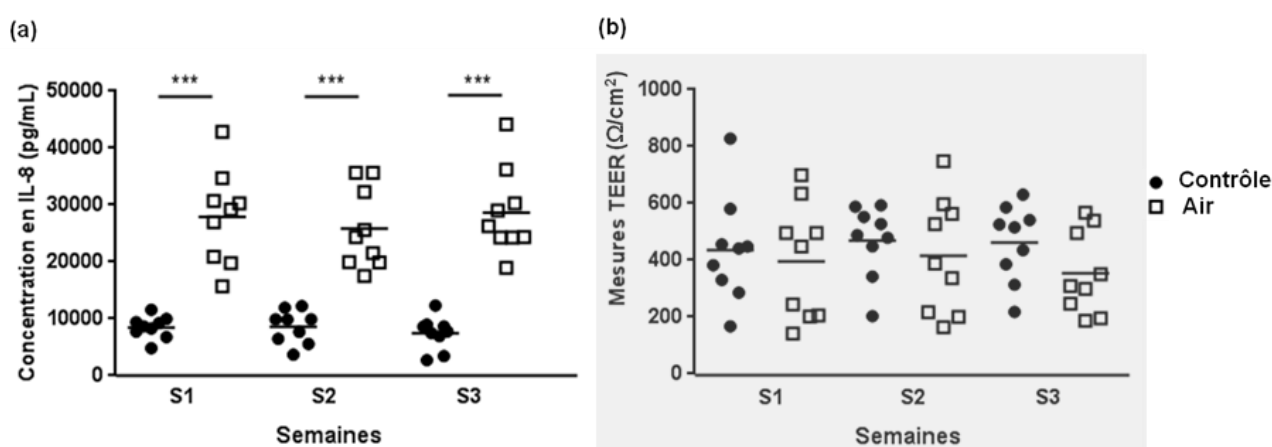 (a)
Concentration en IL-8 (pg/mL)
50000
40000
30000
20000
10000
0
***
***
***
S1
S2
S3
Semaines
(b)
Mesures TEER (Ω/cm²)
1000
800
600
400
200
0
S1
S2
S3
Semaines
Contrôle
Air